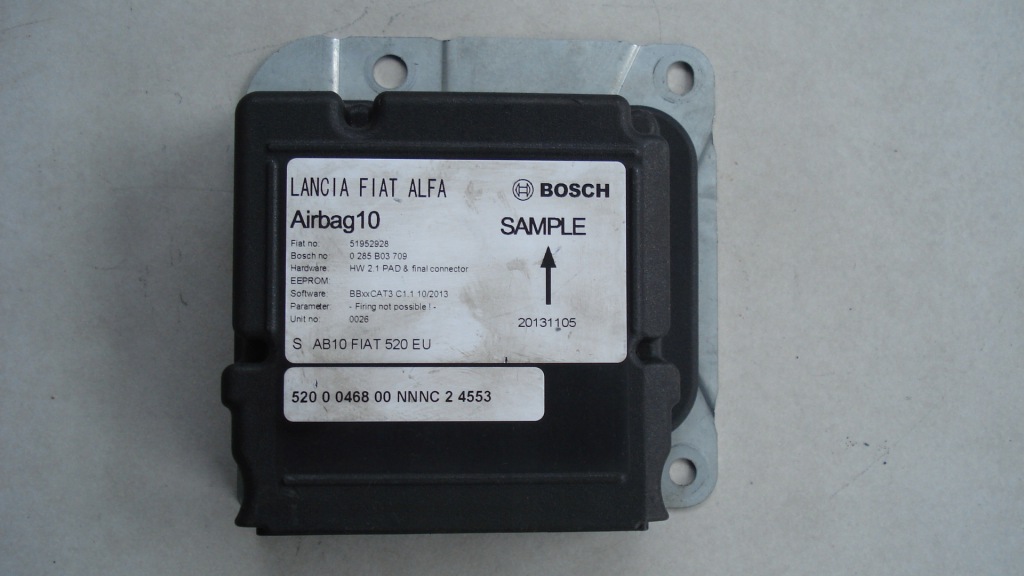 LANCIA FIAT ALFA
BOSCH
Airbag10
SAMPLE
Fiat no: 51952928
Bosch no 0 285 B03 709
Hardware: HW 2.1 PAD & final connector
EEPROM:
Software: BBxxCAT3 C1.1 10/2013
Parameter: - Firing not possible ! -
Unit no: 0026
20131105
S AB10 FIAT 520 EU
520 0 0468 00 NNNC 2 4553